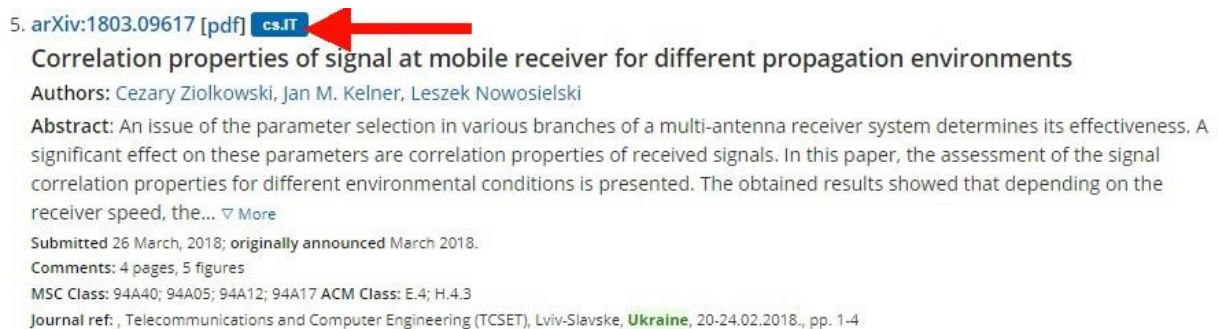 5. arXiv:1803.09617 [pdf] cs.IT
Correlation properties of signal at mobile receiver for different propagation environments
Authors: Cezary Ziolkowski, Jan M. Kelner, Leszek Nowosielski
Abstract: An issue of the parameter selection in various branches of a multi-antenna receiver system determines its effectiveness. A
significant effect on these parameters are correlation properties of received signals. In this paper, the assessment of the signal
correlation properties for different environmental conditions is presented. The obtained results showed that depending on the
receiver speed, the... ▽ More
Submitted 26 March, 2018; originally announced March 2018.
Comments: 4 pages, 5 figures
MSC Class: 94A40; 94A05; 94A12; 94A17 ACM Class: E.4; H.4.3
Journal ref: , Telecommunications and Computer Engineering (TCSET), Lviv-Slavske, Ukraine, 20-24.02.2018., pp. 1-4